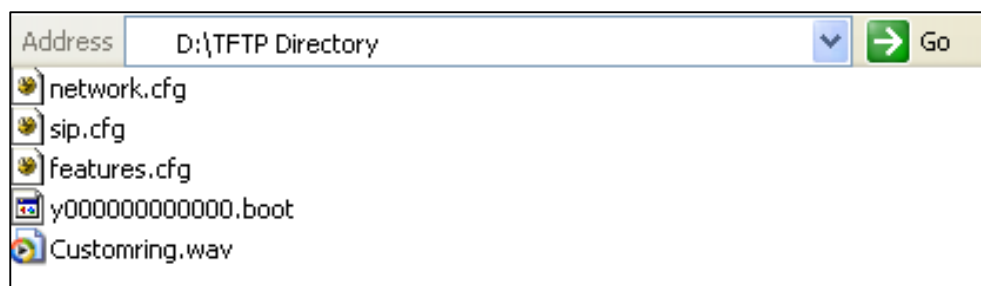 Address D:\TFTP Directory Go
network.cfg
sip.cfg
features.cfg
y000000000000.boot
Customring.wav